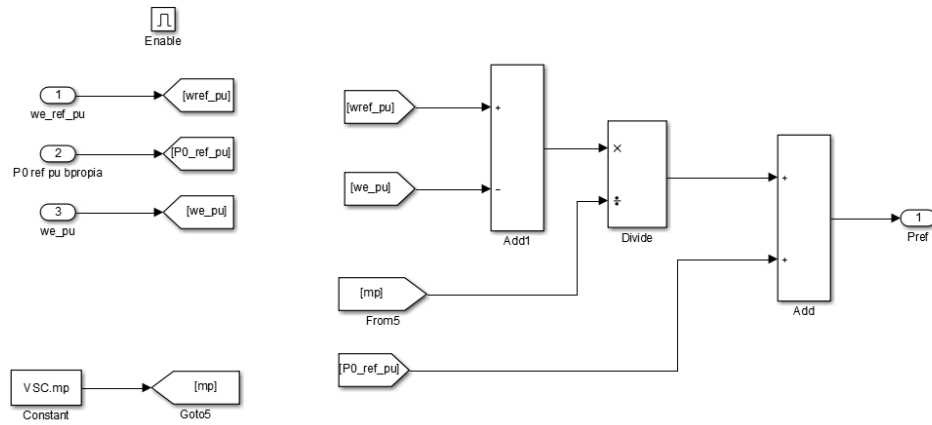 Enable
1
[wref_pu]
we_ref_pu
2
[P0_ref_pu]
P0 ref pu bpropia
3
[we_pu]
we_pu
VSC.mp
Constant
[mp]
Goto5
[wref_pu]
[we_pu]
+
−
Add1
×
÷
Divide
[mp]
From5
[P0_ref_pu]
+
+
Add
1
Pref